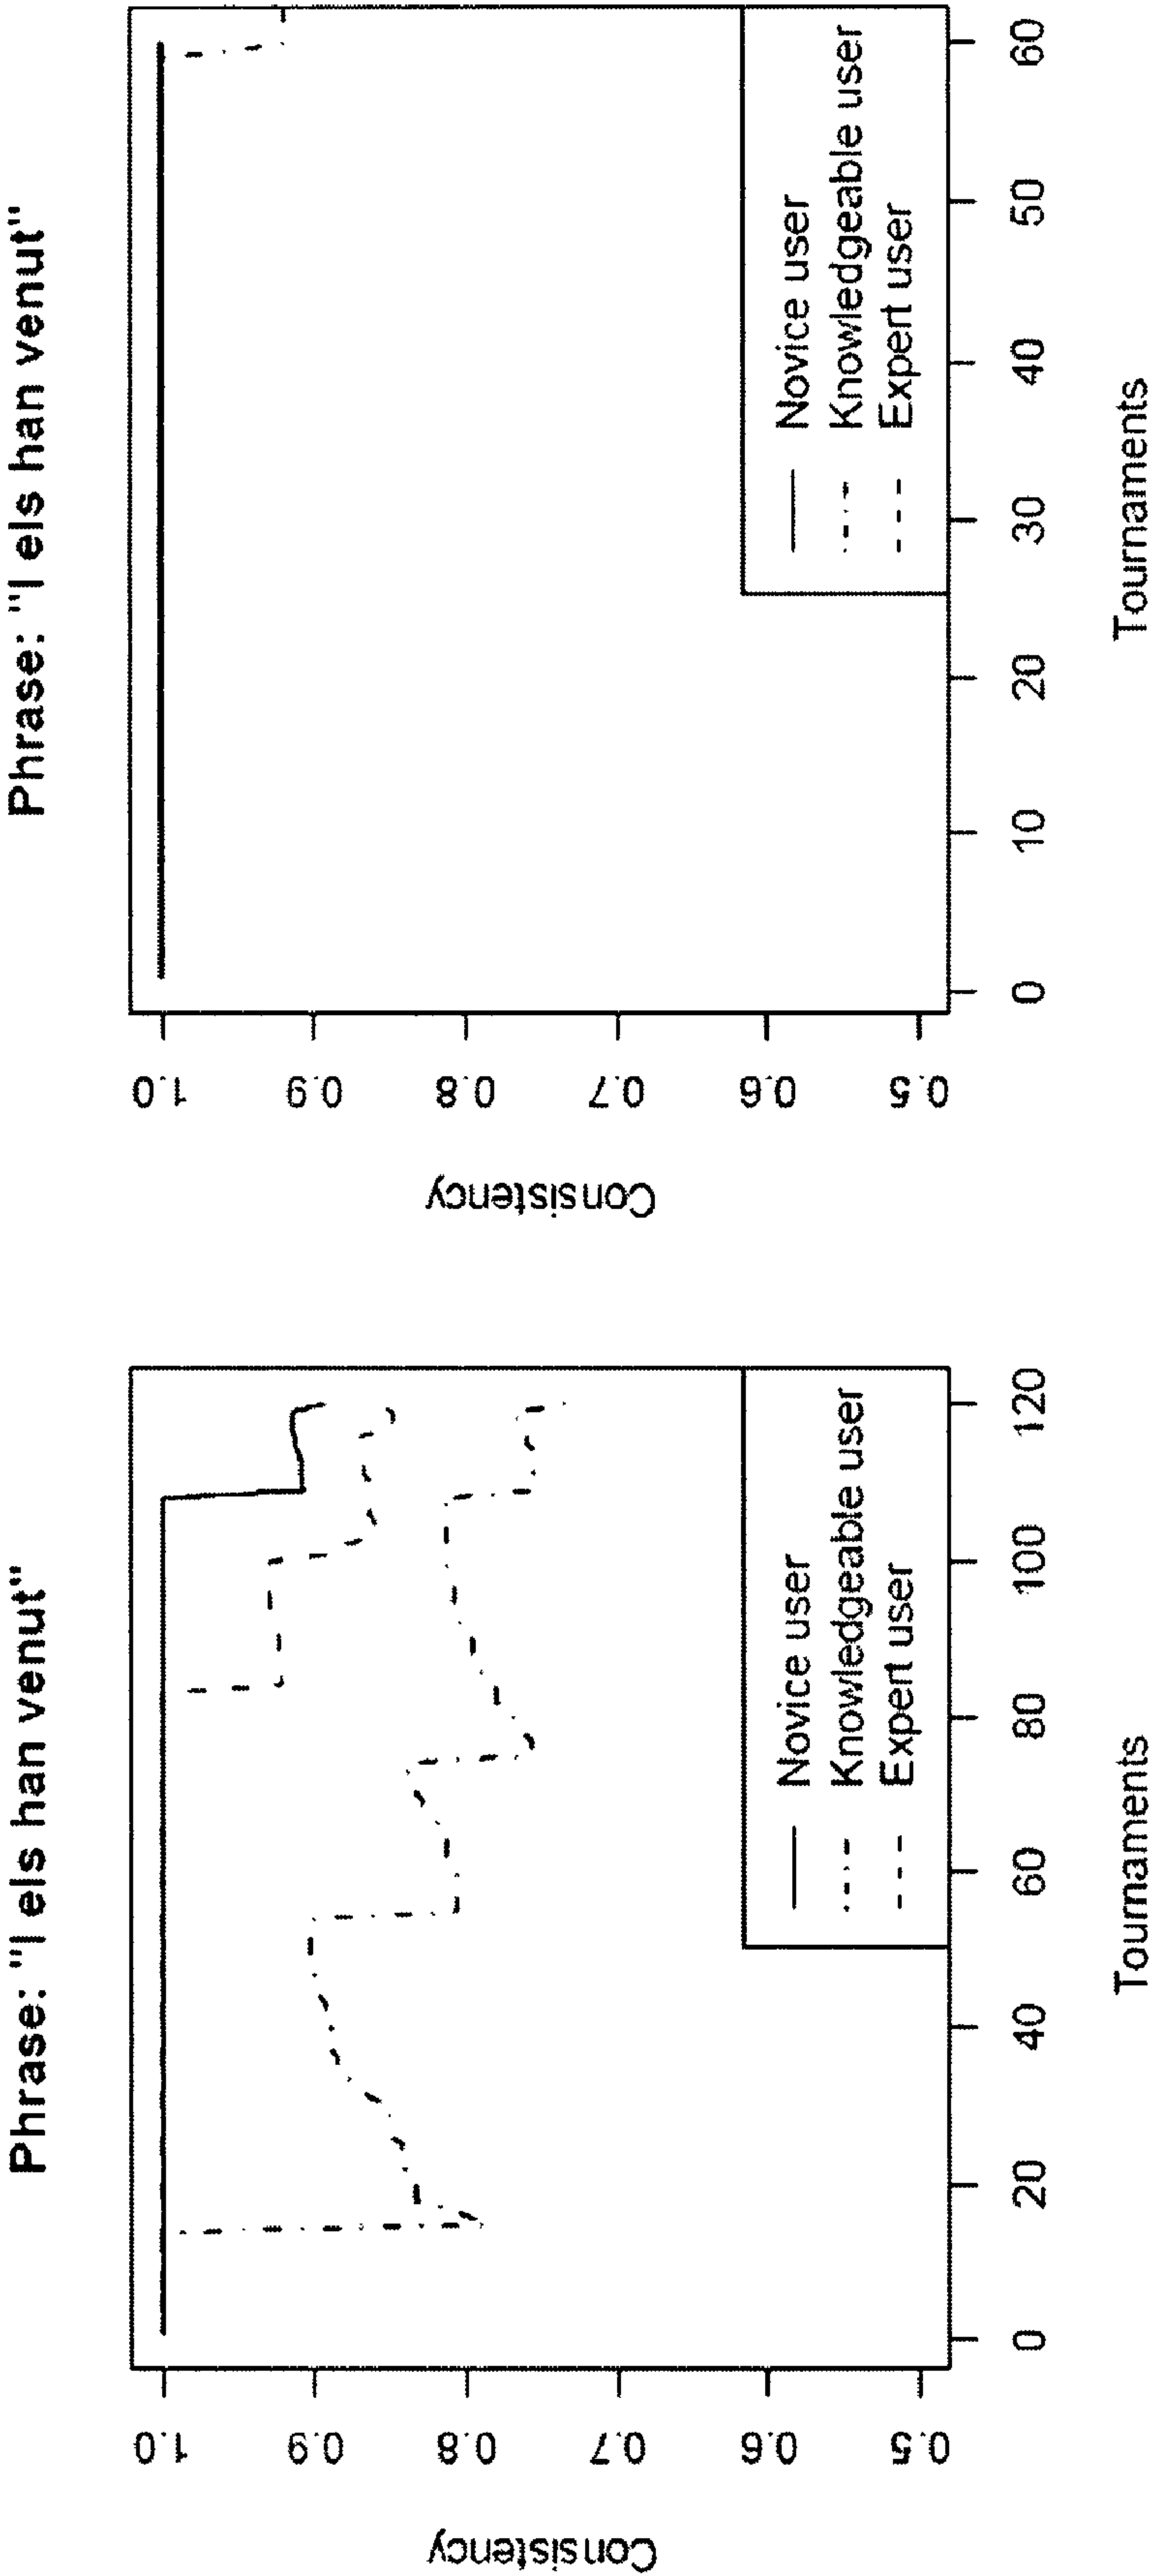 Phrase: "I els han venut"
Consistency
1.0
0.9
0.8
0.7
0.6
0.5
0
20
40
60
80
100
120
Tournaments
Novice user
Knowledgeable user
Expert user
Phrase: "I els han venut"
Consistency
1.0
0.9
0.8
0.7
0.6
0.5
0
10
20
30
40
50
60
Tournaments
Novice user
Knowledgeable user
Expert user